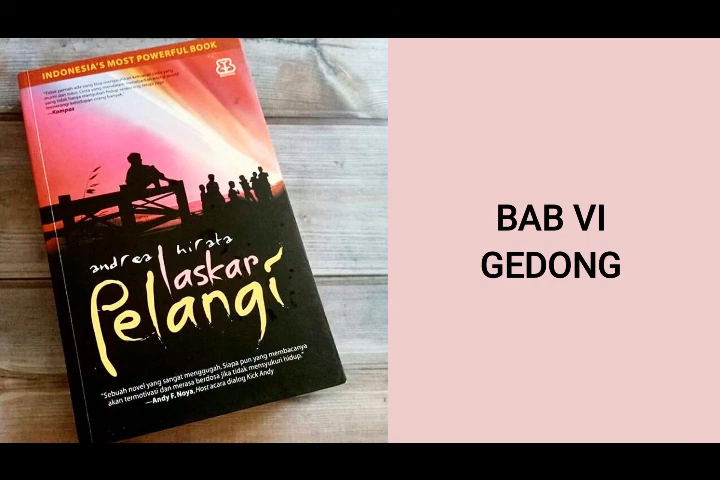 INDONESIA'S MOST POWERFUL BOOK
—Kompas
andrea hirata
laskar
Pelangi
"Sebuah novel yang sangat menggugah. Siapa pun yang membacanya
akan termotivasi dan merasa berdosa jika tidak mensyukuri hidup."
—Andy F. Noya, Host acara dialog Kick Andy
BAB VI
GEDONG